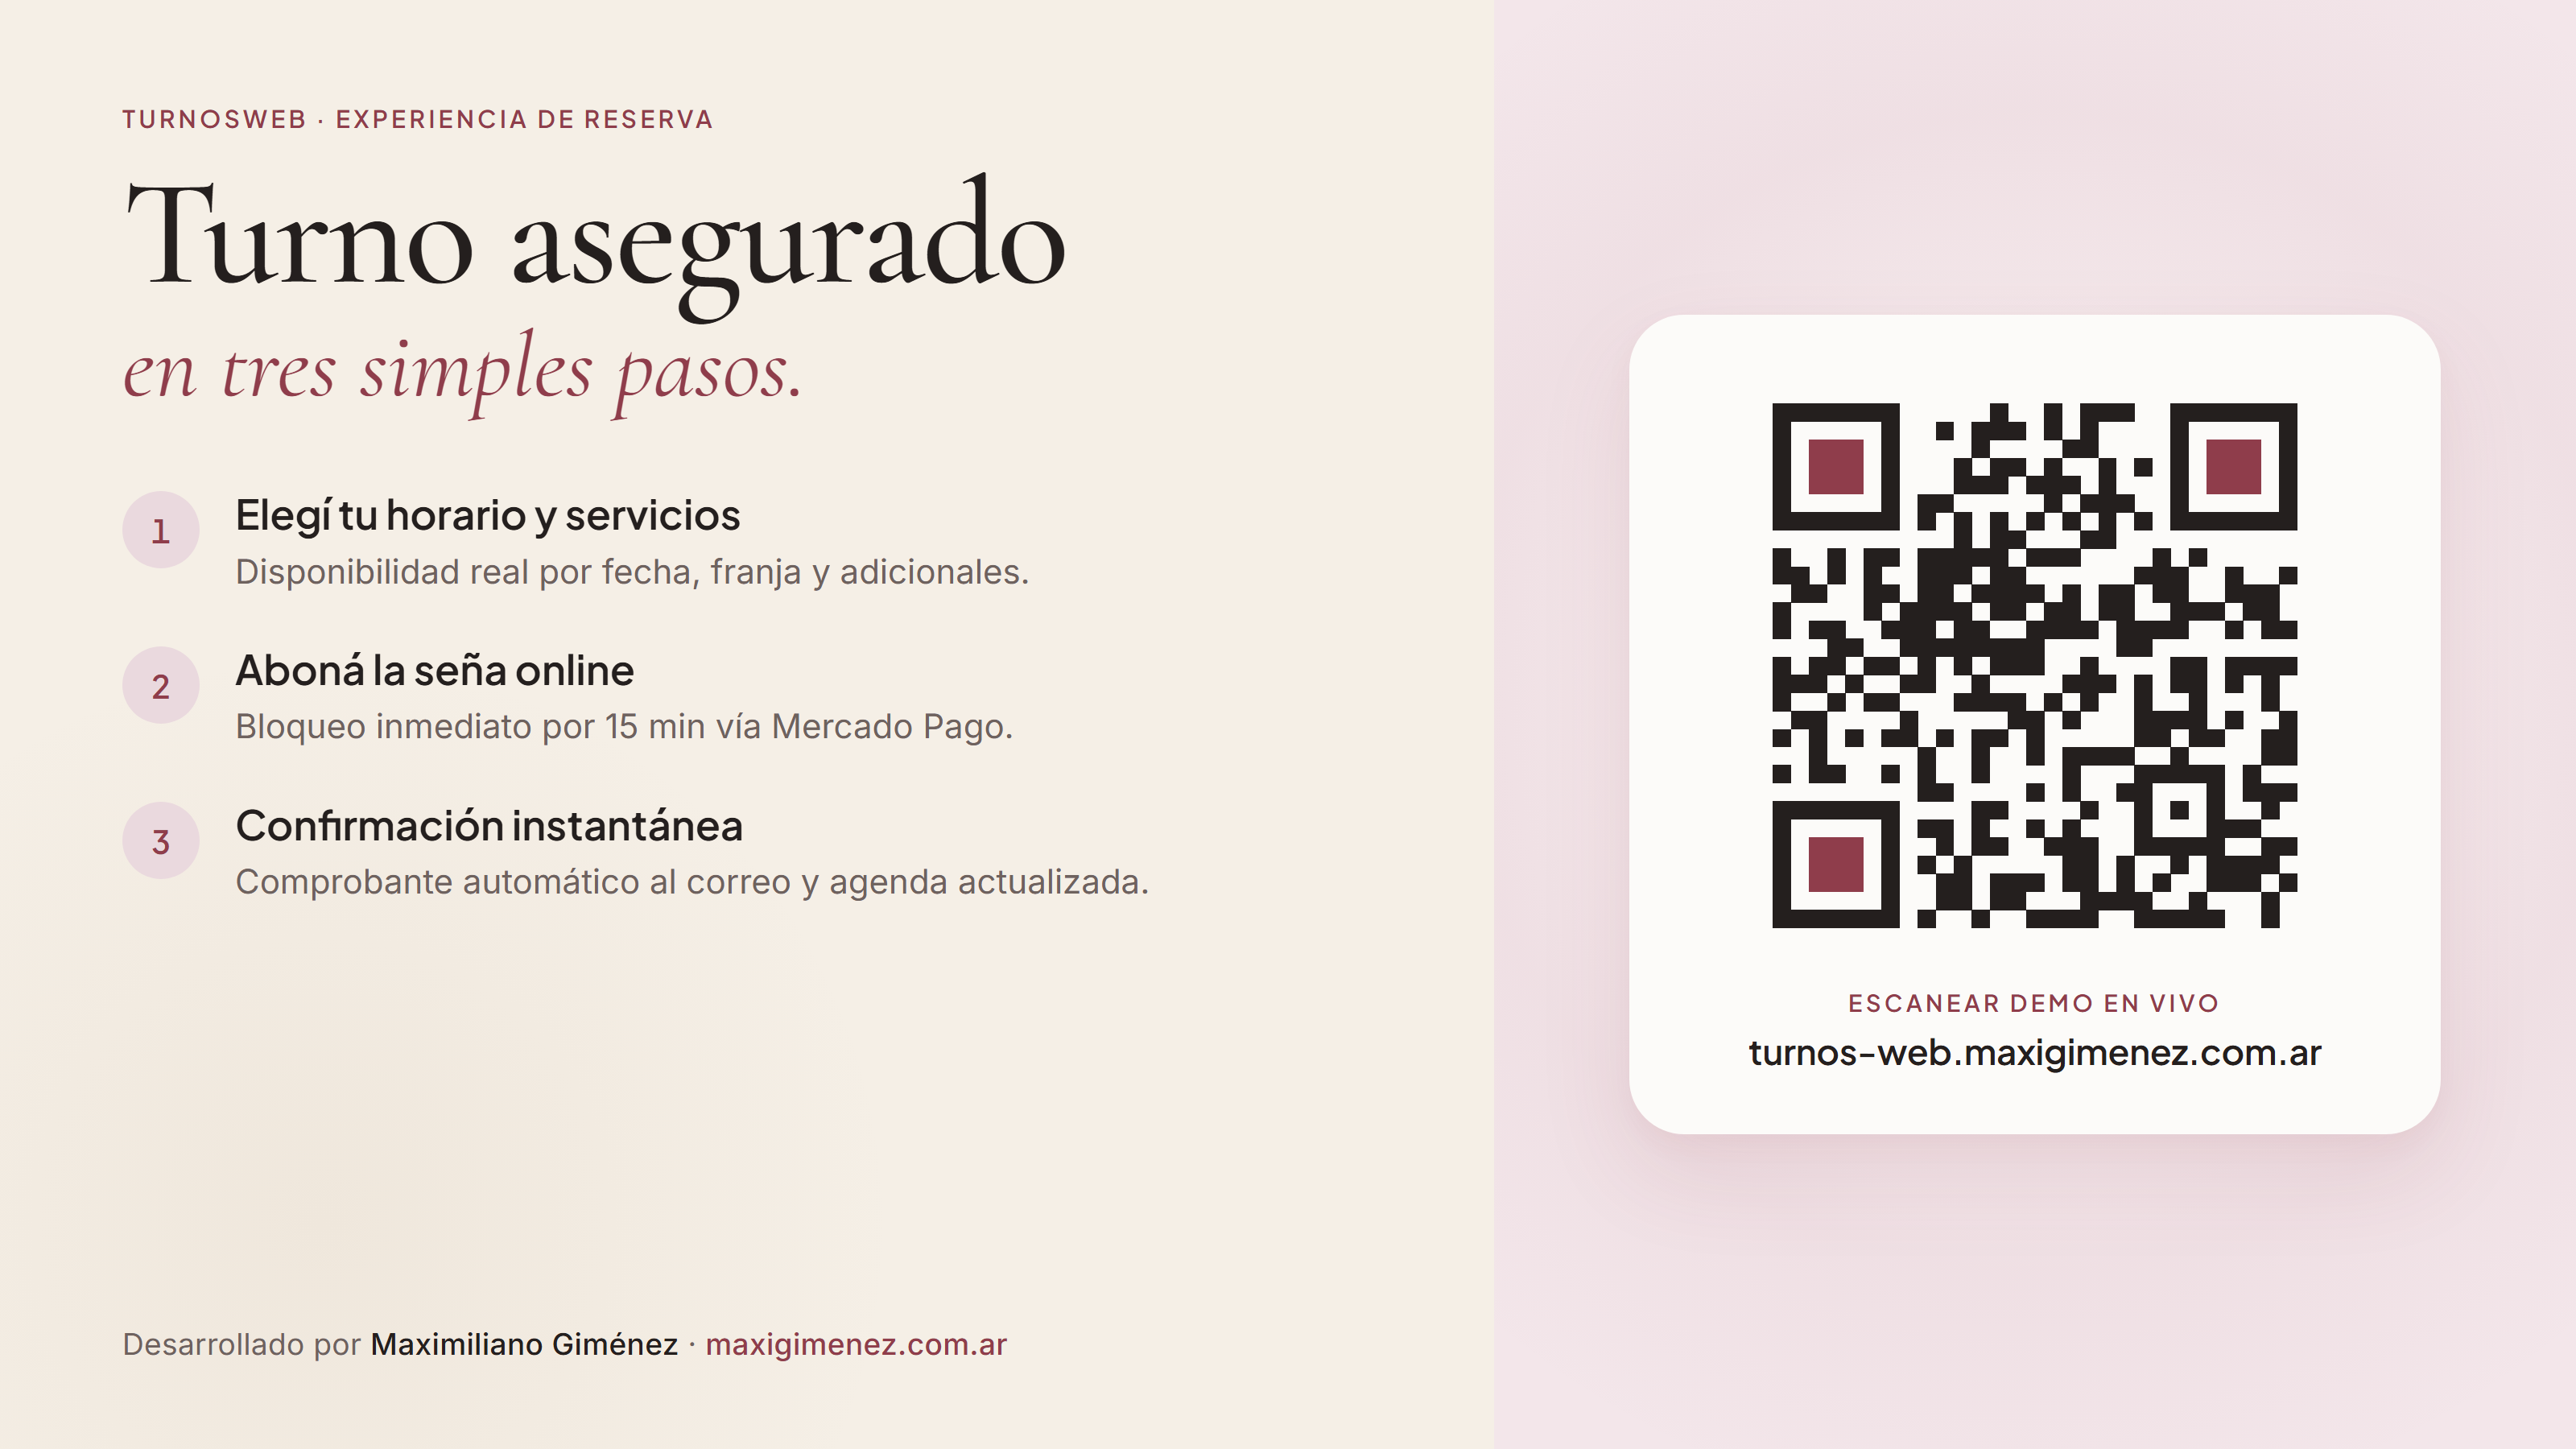 TURNOSWEB · EXPERIENCIA DE RESERVA
Turno asegurado
en tres simples pasos.
1
Elegí tu horario y servicios
Disponibilidad real por fecha, franja y adicionales.
2
Aboná la seña online
Bloqueo inmediato por 15 min vía Mercado Pago.
3
Confirmación instantánea
Comprobante automático al correo y agenda actualizada.
Desarrollado por Maximiliano Giménez · maxigimenez.com.ar
ESCANEAR DEMO EN VIVO
turnos-web.maxigimenez.com.ar